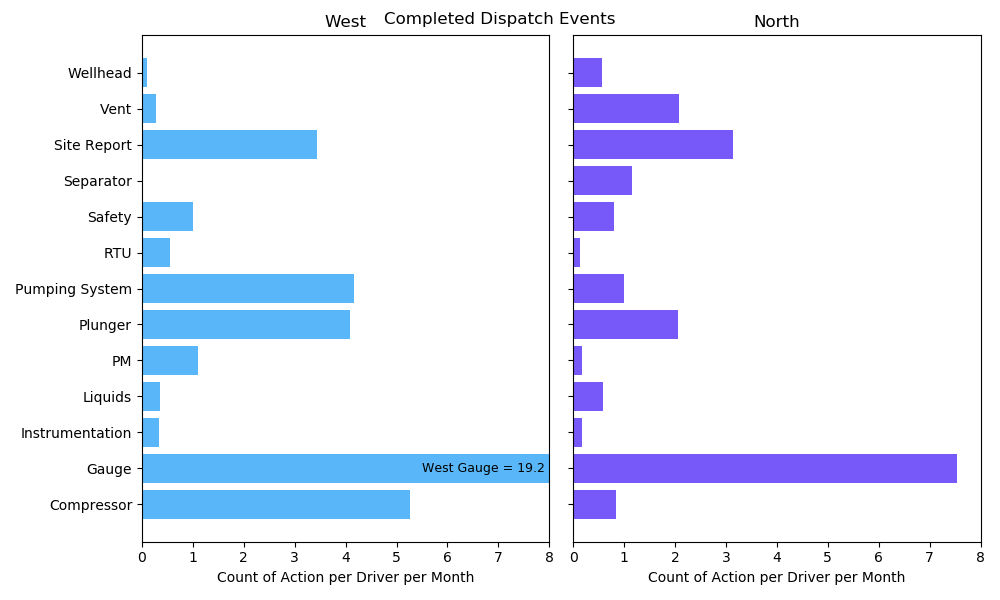 Completed Dispatch Events
West
North
Wellhead
Vent
Site Report
Separator
Safety
RTU
Pumping System
Plunger
PM
Liquids
Instrumentation
Gauge
West Gauge = 19.2
Compressor
0 1 2 3 4 5 6 7 8
0 1 2 3 4 5 6 7 8
Count of Action per Driver per Month
Count of Action per Driver per Month